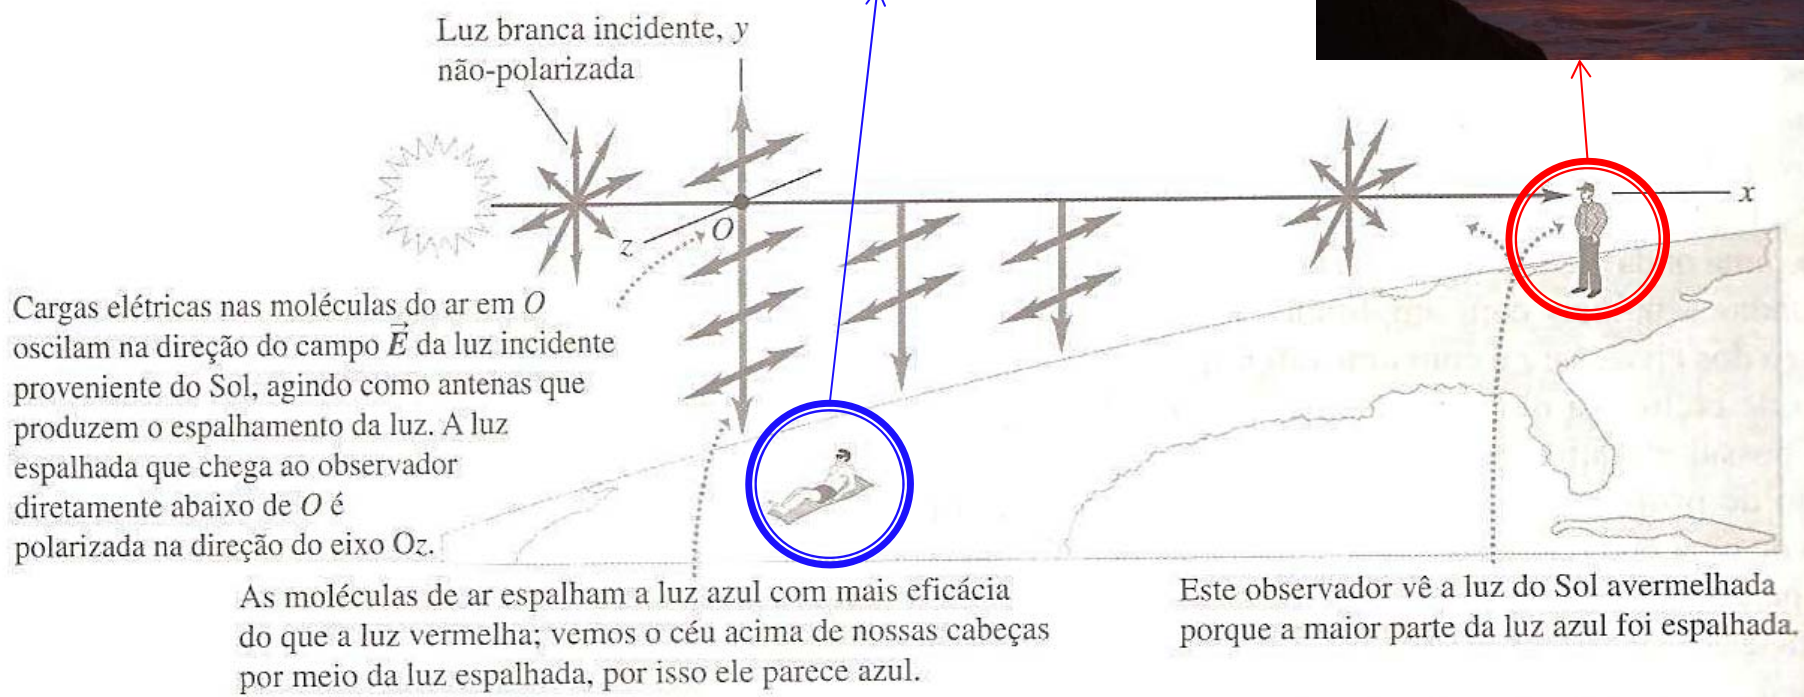 Luz branca incidente, y
não-polarizada
x
O
z
Cargas elétricas nas moléculas do ar em O
oscilam na direção do campo E⃗ da luz incidente
proveniente do Sol, agindo como antenas que
produzem o espalhamento da luz. A luz
espalhada que chega ao observador
diretamente abaixo de O é
polarizada na direção do eixo Oz.
As moléculas de ar espalham a luz azul com mais eficácia
do que a luz vermelha; vemos o céu acima de nossas cabeças
por meio da luz espalhada, por isso ele parece azul.
Este observador vê a luz do Sol avermelhada
porque a maior parte da luz azul foi espalhada.